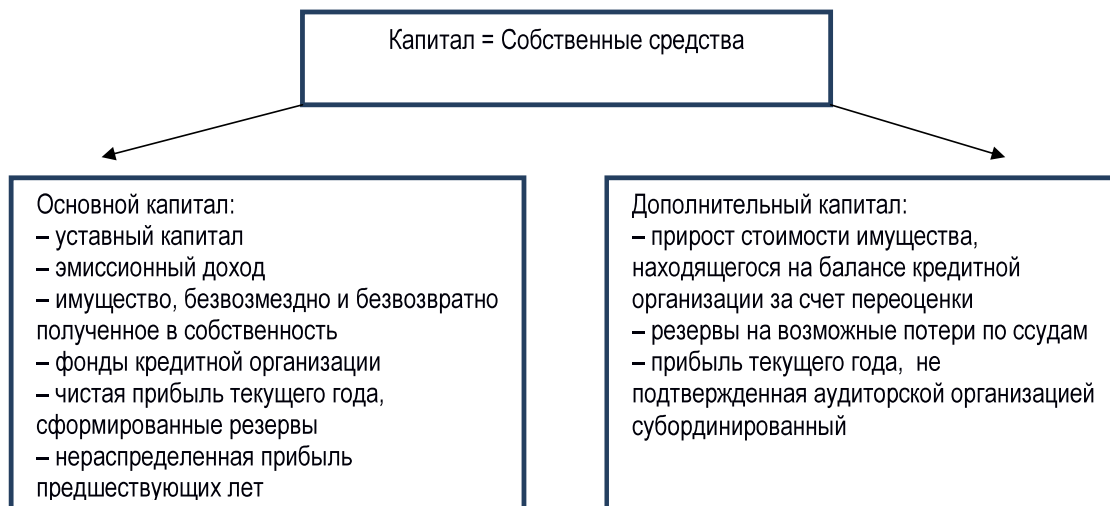 Капитал = Собственные средства
Основной капитал:
– уставный капитал
– эмиссионный доход
– имущество, безвозмездно и безвозвратно
полученное в собственность
– фонды кредитной организации
– чистая прибыль текущего года,
сформированные резервы
– нераспределенная прибыль
предшествующих лет
Дополнительный капитал:
– прирост стоимости имущества,
находящегося на балансе кредитной
организации за счет переоценки
– резервы на возможные потери по ссудам
– прибыль текущего года, не
подтвержденная аудиторской организацией
субординированный